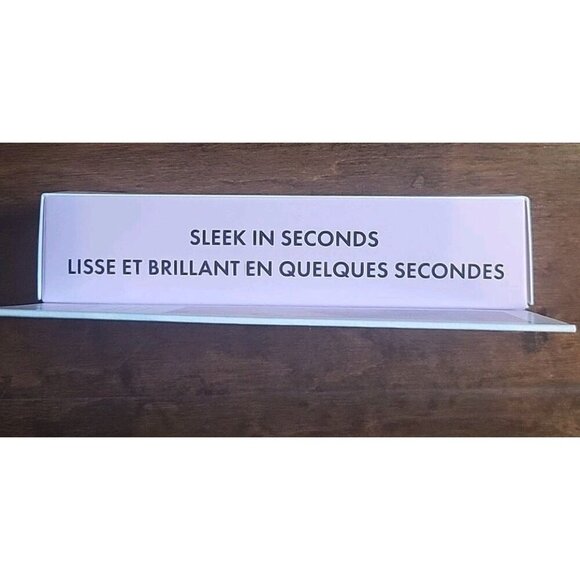 SLEEK IN SECONDS
LISSE ET BRILLANT EN QUELQUES SECONDES